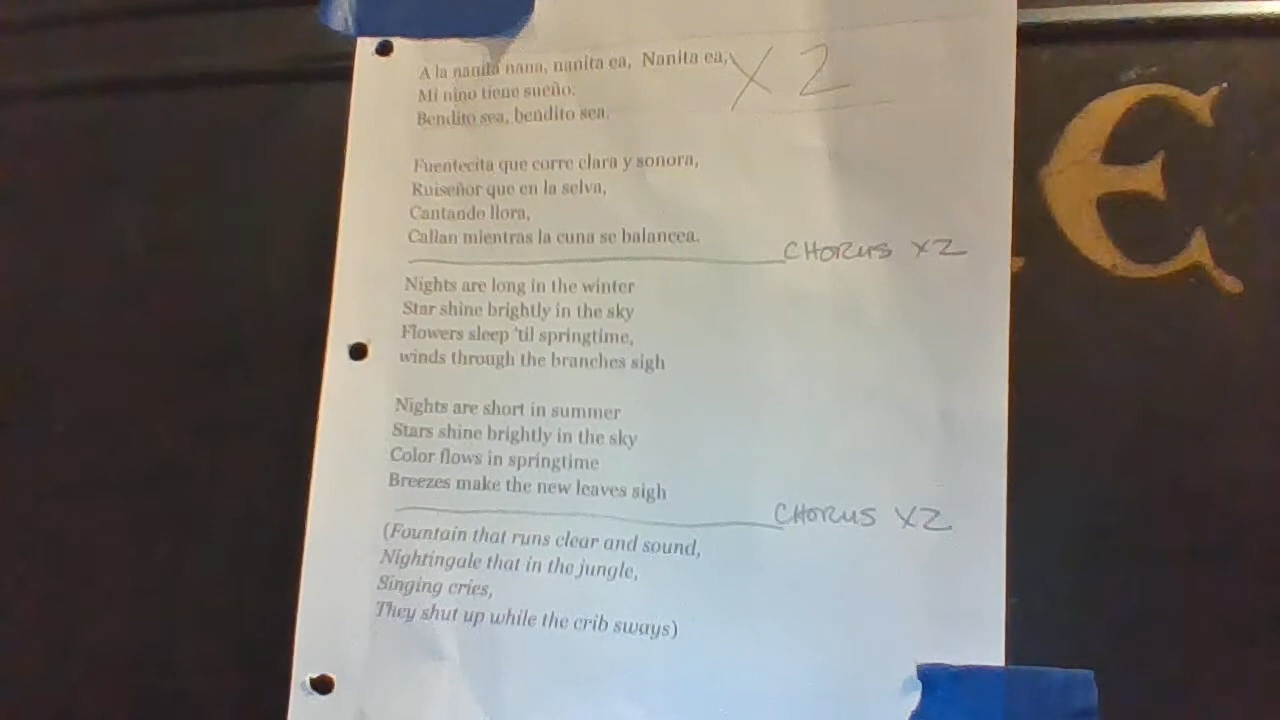 A la nanita nana, nanita ea, Nanita ea, X 2
Mi nino tiene sueño.
Bendito sea, bendito sea.
Fuentecita que corre clara y sonora,
Ruiseñor que en la selva,
Cantando llora,
Callan mientras la cuna se balancea.
CHORUS X2
Nights are long in the winter
Star shine brightly in the sky
Flowers sleep 'til springtime,
winds through the branches sigh
Nights are short in summer
Stars shine brightly in the sky
Color flows in springtime
Breezes make the new leaves sigh
CHORUS X2
(Fountain that runs clear and sound,
Nightingale that in the jungle,
Singing cries,
They shut up while the crib sways)
E